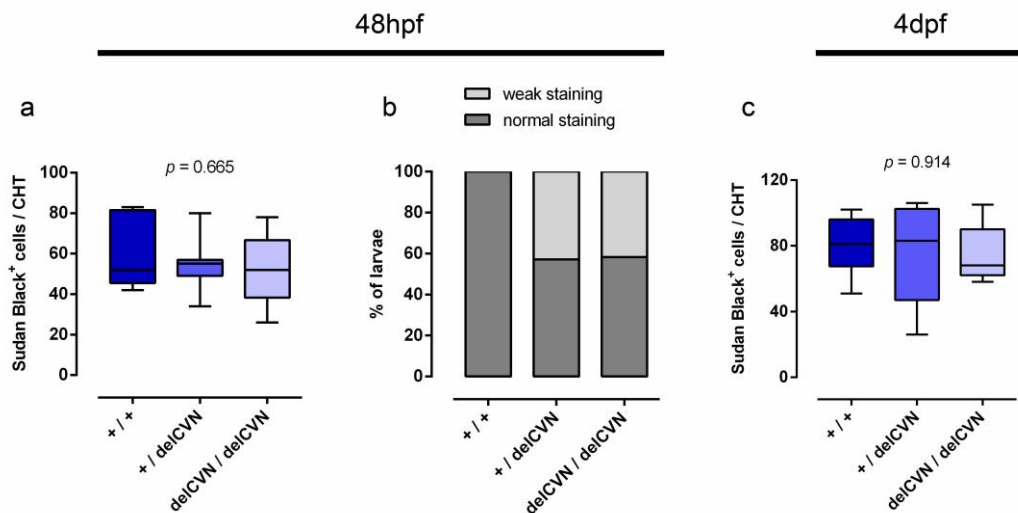 48hpf
4dpf
a
b
c
weak staining
normal staining
p = 0.665
p = 0.914
Sudan Black⁺ cells / CHT
100
80
60
40
20
0
+ / +
+ / delCVN
delCVN / delCVN
% of larvae
100
80
60
40
20
0
+ / +
+ / delCVN
delCVN / delCVN
Sudan Black⁺ cells / CHT
120
80
40
0
+ / +
+ / delCVN
delCVN / delCVN